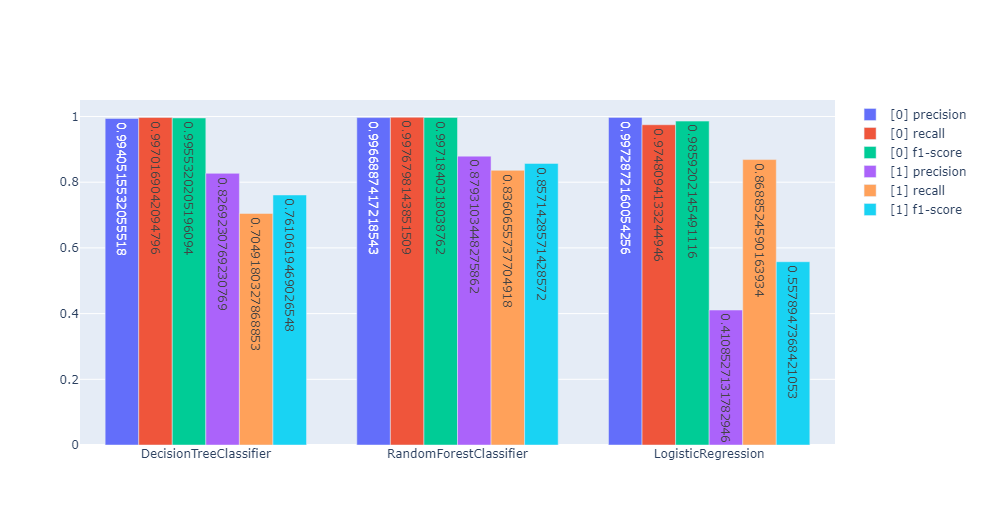 1
0.8
0.6
0.4
0.2
0
0.9940515532055518
0.9970169042094796
0.9955320205196094
0.8269230769230769
0.7049180327868853
0.7610619469026548
0.9966887417218543
0.9976798143851509
0.9971840318038762
0.8793103448275862
0.8360655737704918
0.8571428571428572
0.9972872160054256
0.9748094133244946
0.9859202145491116
0.4108527131782946
0.8688524590163934
0.5578947368421053
DecisionTreeClassifier
RandomForestClassifier
LogisticRegression
[0] precision
[0] recall
[0] f1-score
[1] precision
[1] recall
[1] f1-score